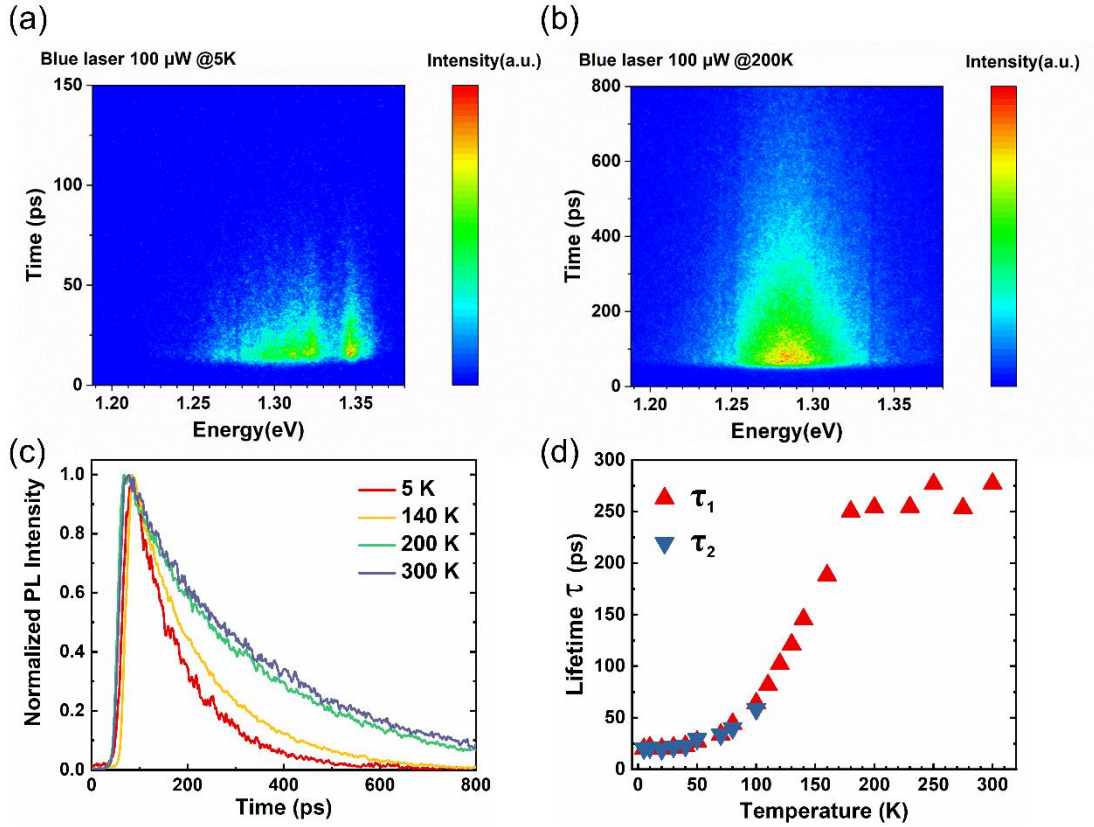 (a)
Blue laser 100 μW @5K
Intensity(a.u.)
150
100
50
0
Time (ps)
1.20 1.25 1.30 1.35
Energy(eV)
(b)
Blue laser 100 μW @200K
Intensity(a.u.)
800
600
400
200
0
Time (ps)
1.20 1.25 1.30 1.35
Energy(eV)
(c)
1.0
0.8
0.6
0.4
0.2
0.0
Normalized PL Intensity
5 K
140 K
200 K
300 K
0 200 400 600 800
Time (ps)
(d)
300
250
200
150
100
50
0
Lifetime τ (ps)
τ1
τ2
0 50 100 150 200 250 300
Temperature (K)